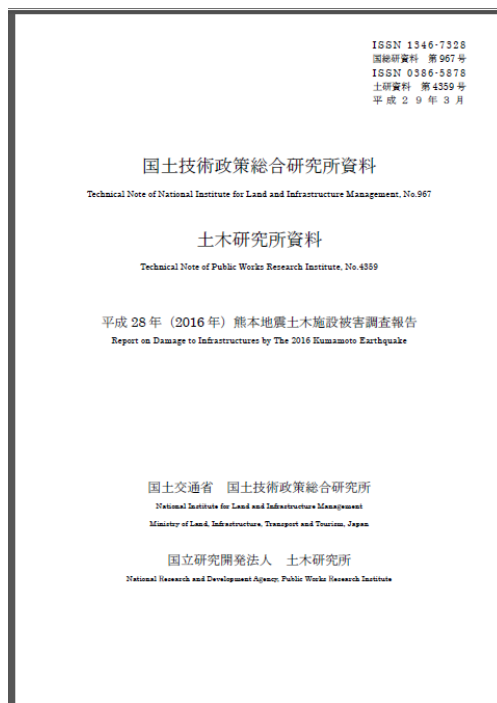 ISSN 1346-7328
国総研資料 第967号
ISSN 0386-5878
土研資料 第4359号
平成29年3月
国土技術政策総合研究所資料
Technical Note of National Institute for Land and Infrastructure Management, No.967
土木研究所資料
Technical Note of Public Works Research Institute, No.4359
平成 28 年（2016 年）熊本地震土木施設被害調査報告
Report on Damage to Infrastructures by The 2016 Kumamoto Earthquake
国土交通省 国土技術政策総合研究所
National Institute for Land and Infrastructure Management
Ministry of Land, Infrastructure, Transport and Tourism, Japan
国立研究開発法人 土木研究所
National Research and Development Agency, Public Works Research Institute